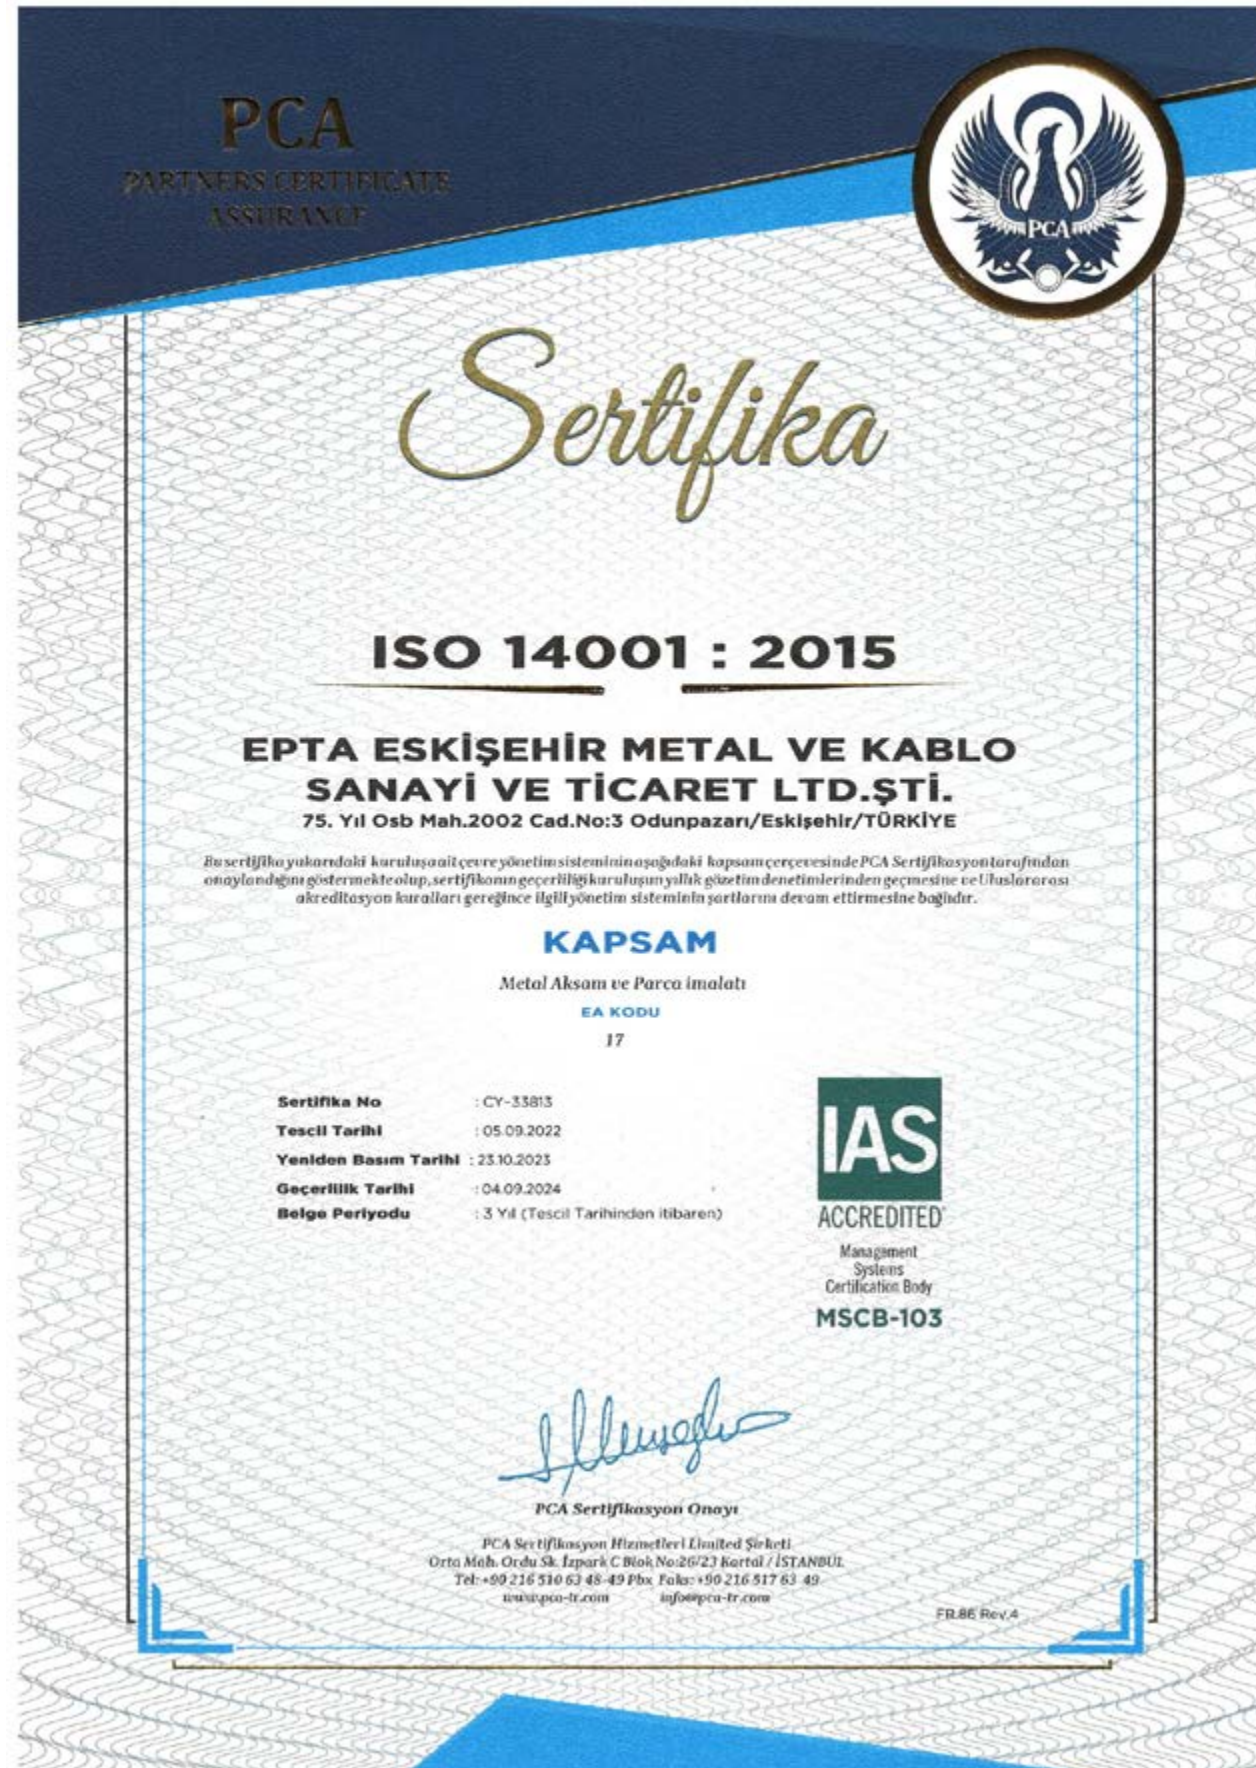 PCA
PARTNERS CERTIFICATE
ASSURANCE
PCA
Sertifika
ISO 14001 : 2015
EPTA ESKİŞEHİR METAL VE KABLO
SANAYİ VE TİCARET LTD.ŞTİ.
75. Yıl Osb Mah.2002 Cad.No:3 Odunpazarı/Eskişehir/TÜRKİYE
Bu sertifika yukarıdaki kuruluşa ait çevre yönetim sisteminin aşağıdaki kapsam çerçevesinde PCA Sertifikasyon tarafından
onaylandığını göstermekte olup, sertifikanın geçerliliği kuruluşun yıllık gözetim denetimlerinden geçmesine ve Uluslararası
akreditasyon kuralları gereğince ilgili yönetim sisteminin şartlarını devam ettirmesine bağlıdır.
KAPSAM
Metal Aksam ve Parca imalatı
EA KODU
17
Sertifika No : CY-33813
Tescil Tarihi : 05.09.2022
Yeniden Basım Tarihi : 23.10.2023
Geçerlilik Tarihi : 04.09.2024
Belge Periyodu : 3 Yıl (Tescil Tarihinden itibaren)
IAS
ACCREDITED
Management
Systems
Certification Body
MSCB-103
PCA Sertifikasyon Onayı
PCA Sertifikasyon Hizmetleri Limited Şirketi
Orta Mah. Ordu Sk. İzpark C Blok No:26/23 Kartal / İSTANBUL
Tel: +90 216 510 63 48-49 Pbx Faks: +90 216 517 63 49
www.pca-tr.com info@pca-tr.com
FR.86 Rev.4